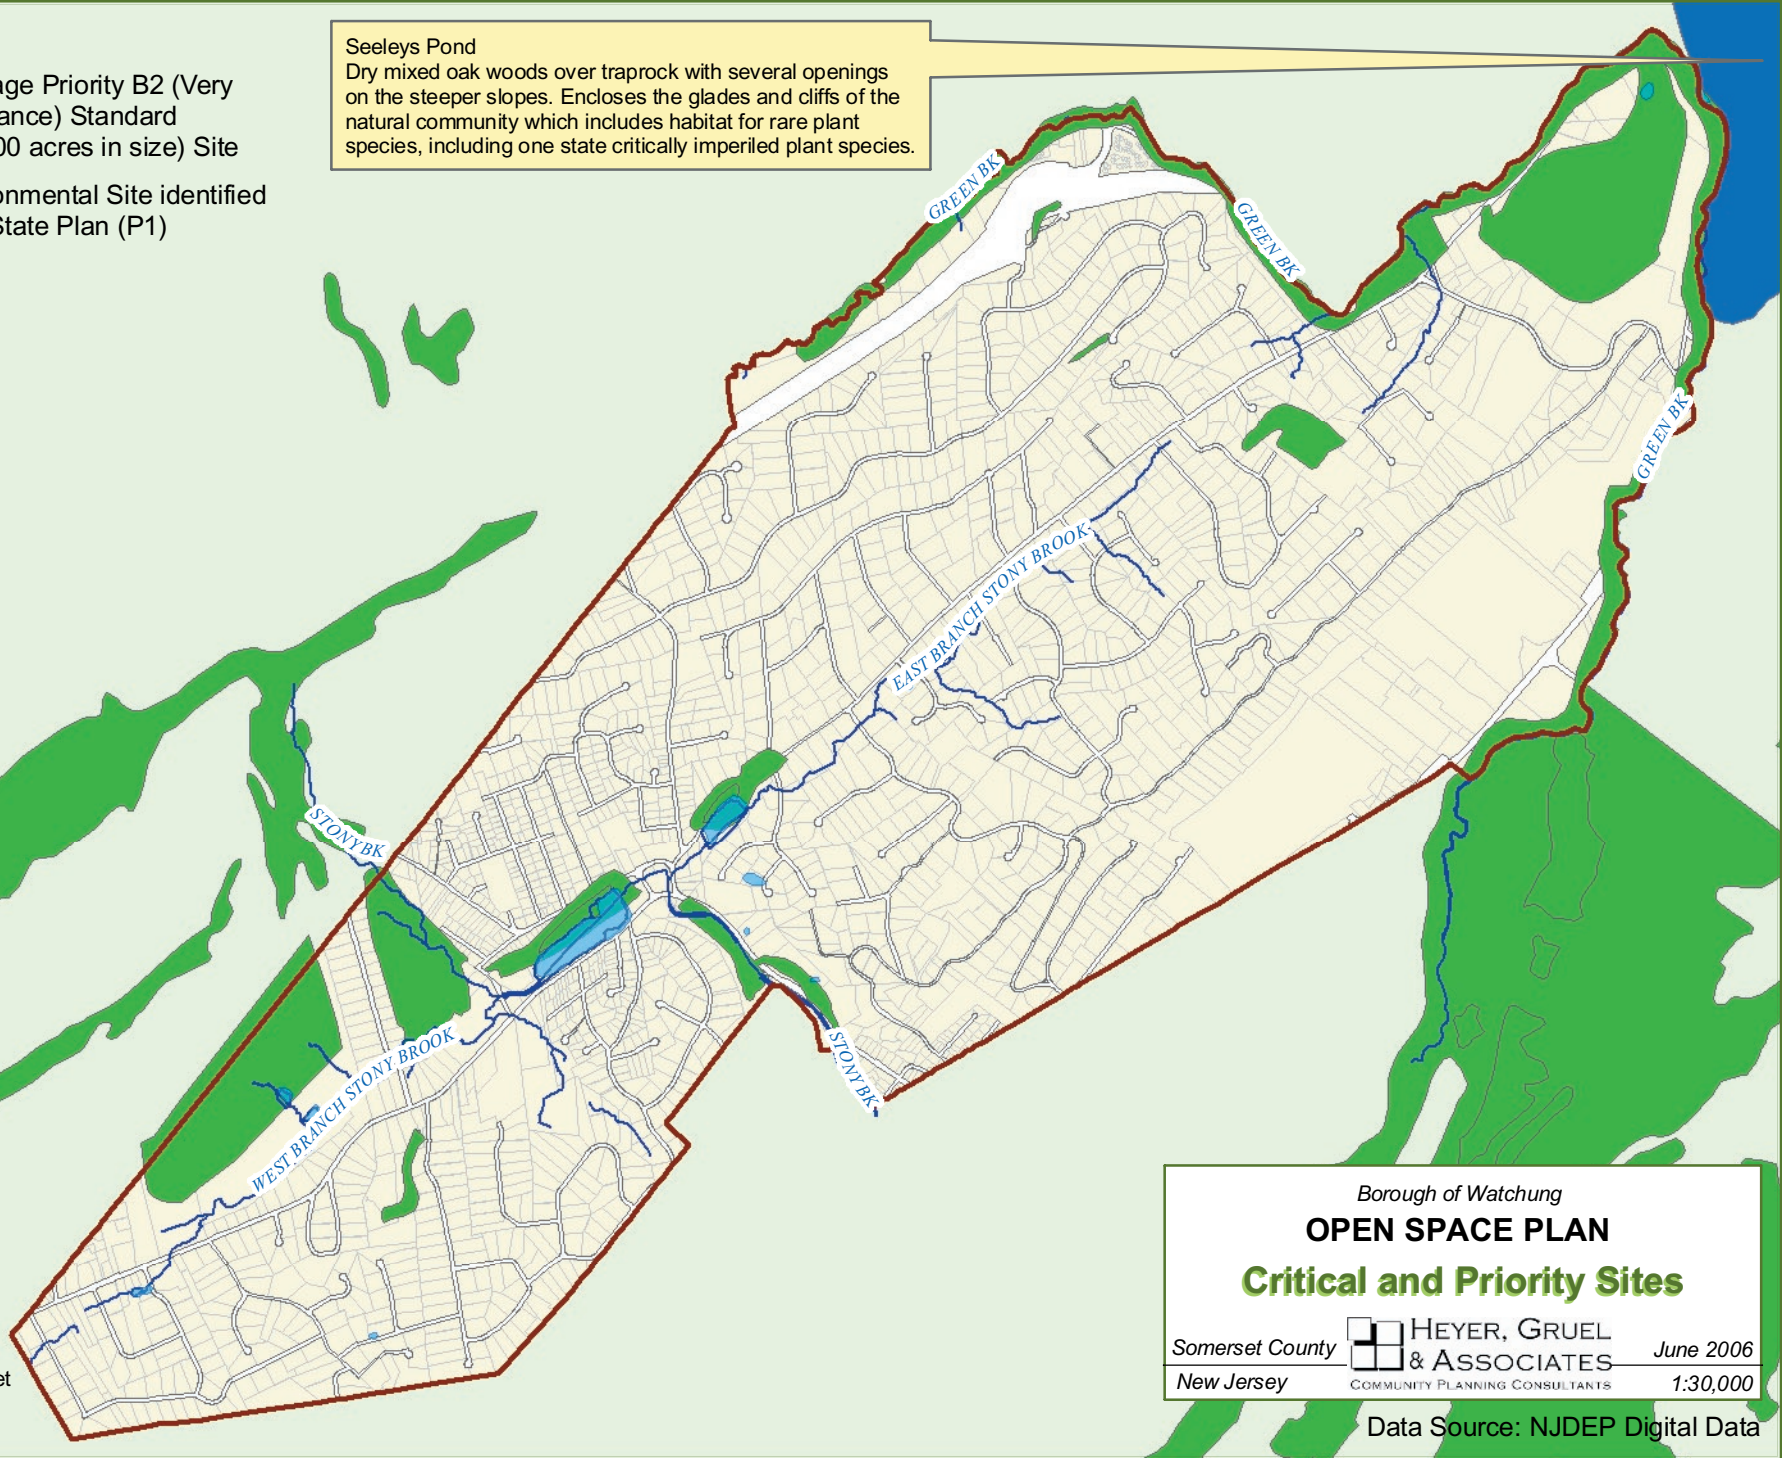 Seeleys Pond
Dry mixed oak woods over traprock with several openings
on the steeper slopes. Encloses the glades and cliffs of the
natural community which includes habitat for rare plant
species, including one state critically imperiled plant species.
age Priority B2 (Very
ance) Standard
00 acres in size) Site
onmental Site identified
State Plan (P1)
GREEN BK
GREEN BK
GREEN BK
EAST BRANCH STONY BROOK
STONY BK
WEST BRANCH STONY BROOK
STONY BK
et
Borough of Watchung
OPEN SPACE PLAN
Critical and Priority Sites
Somerset County
New Jersey
HEYER, GRUEL
& ASSOCIATES
COMMUNITY PLANNING CONSULTANTS
June 2006
1:30,000
Data Source: NJDEP Digital Data